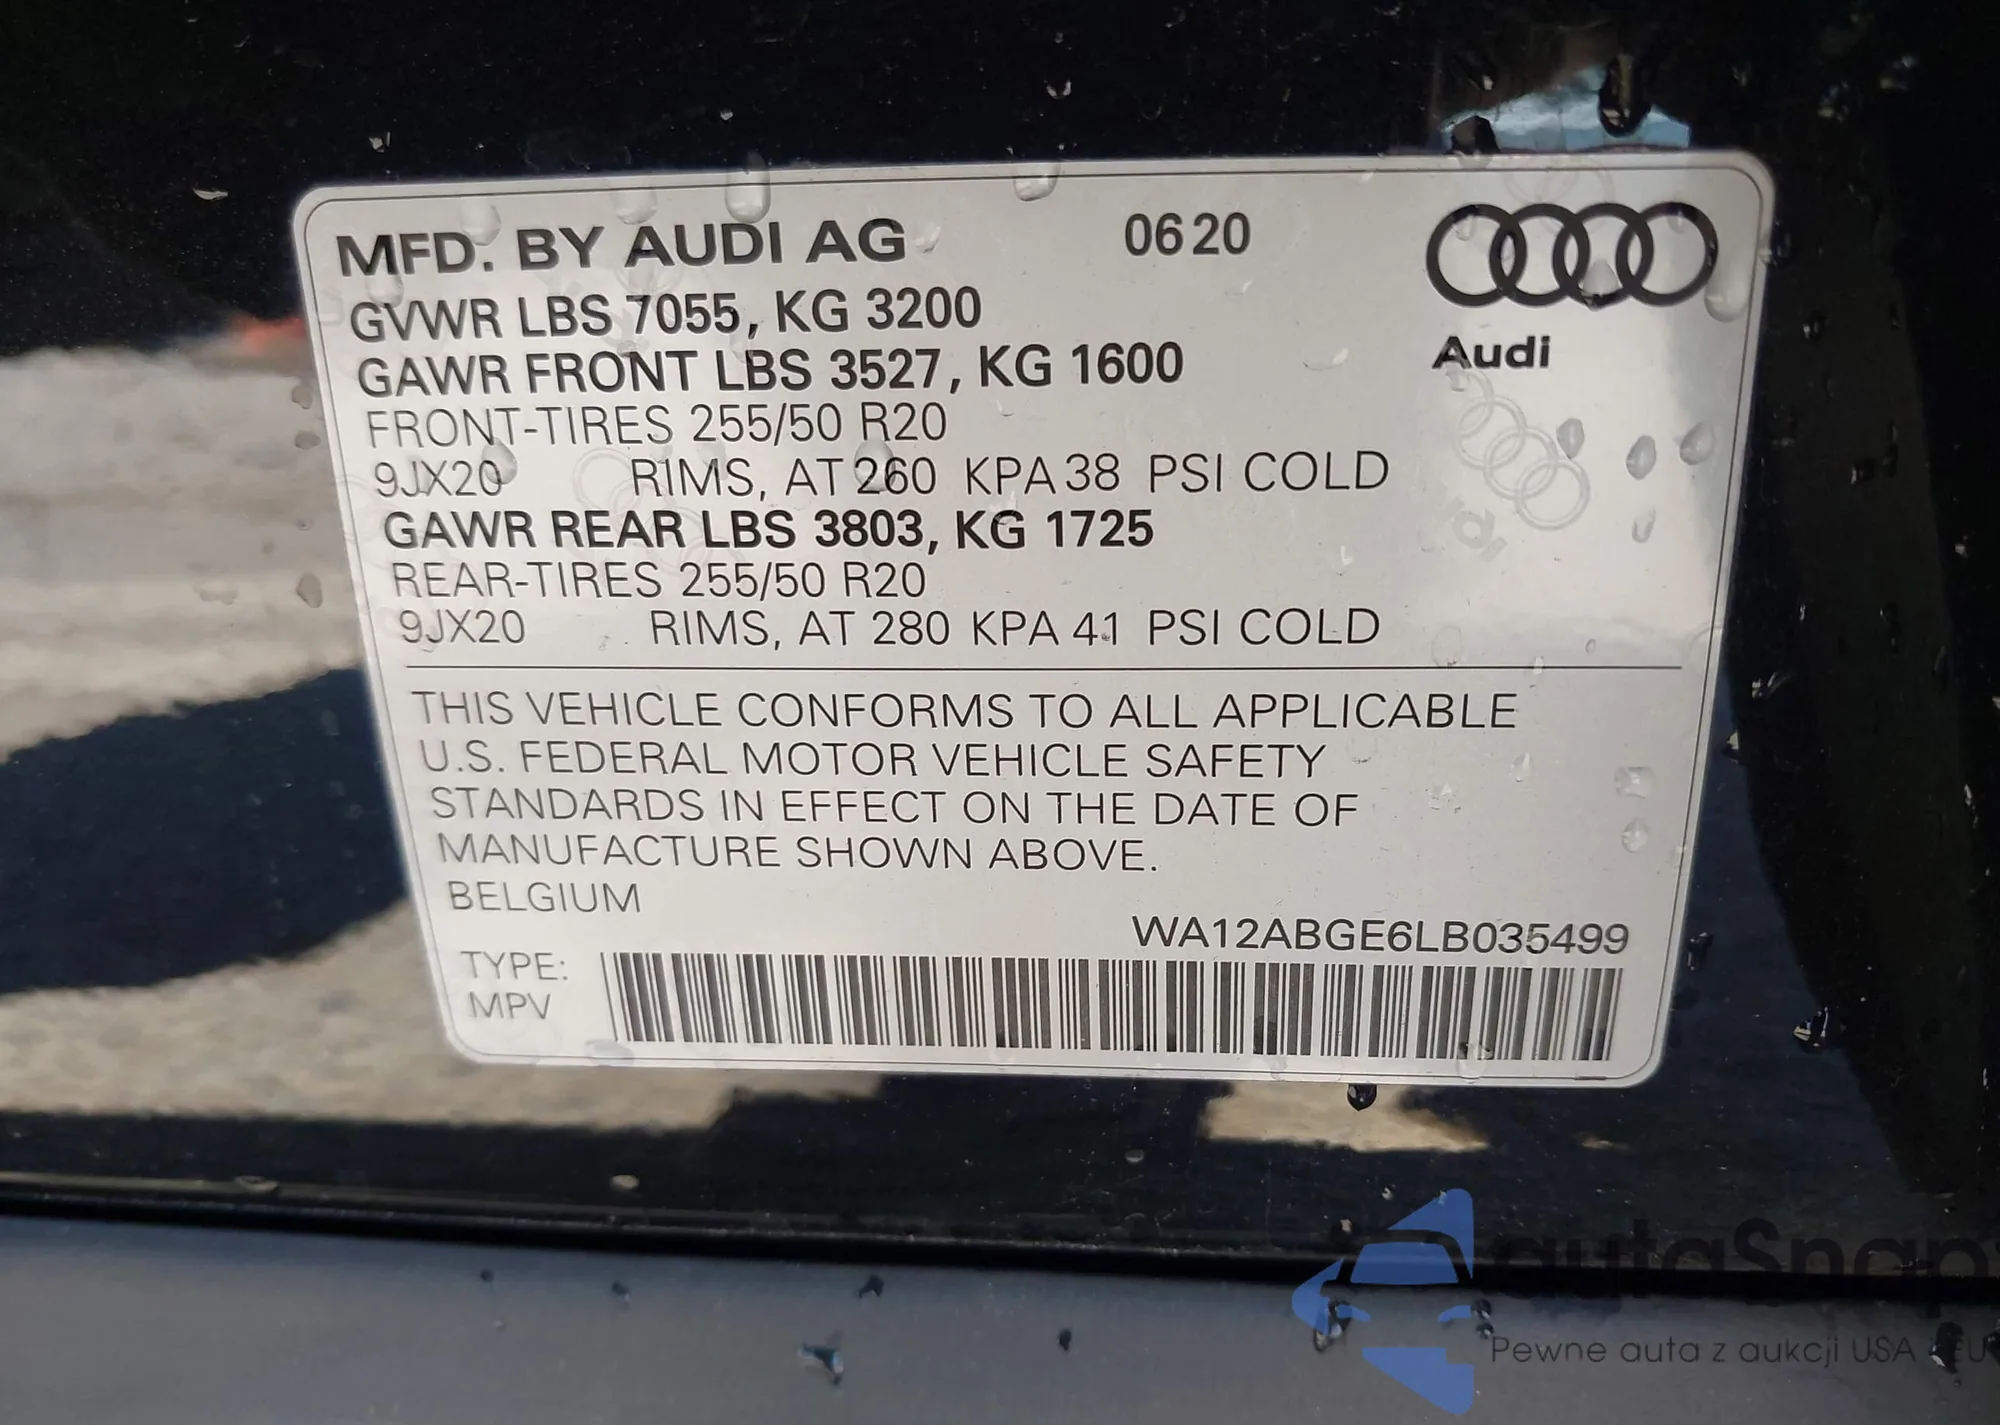 MFD. BY AUDI AG 06 20
GVWR LBS 7055, KG 3200
GAWR FRONT LBS 3527, KG 1600
Audi
FRONT-TIRES 255/50 R20
9JX20 RIMS, AT 260 KPA 38 PSI COLD
GAWR REAR LBS 3803, KG 1725
REAR-TIRES 255/50 R20
9JX20 RIMS, AT 280 KPA 41 PSI COLD
THIS VEHICLE CONFORMS TO ALL APPLICABLE
U.S. FEDERAL MOTOR VEHICLE SAFETY
STANDARDS IN EFFECT ON THE DATE OF
MANUFACTURE SHOWN ABOVE.
BELGIUM
WA12ABGE6LB035499
TYPE:
MPV
autaSnap
Pewne auta z aukcji USA i EU